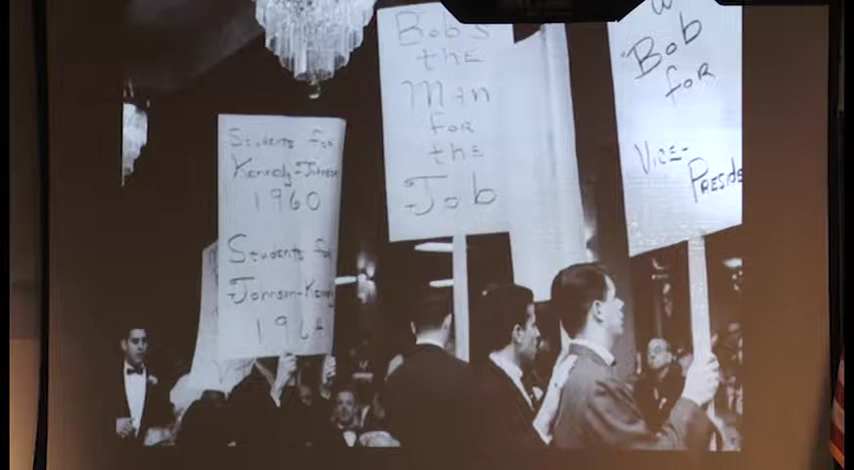 Students for
Kennedy-Johnson
1960
Students for
Johnson-Kennedy
1964
Bob's
the
Man
for
the
Job
"Bob
for
Vice-
Preside